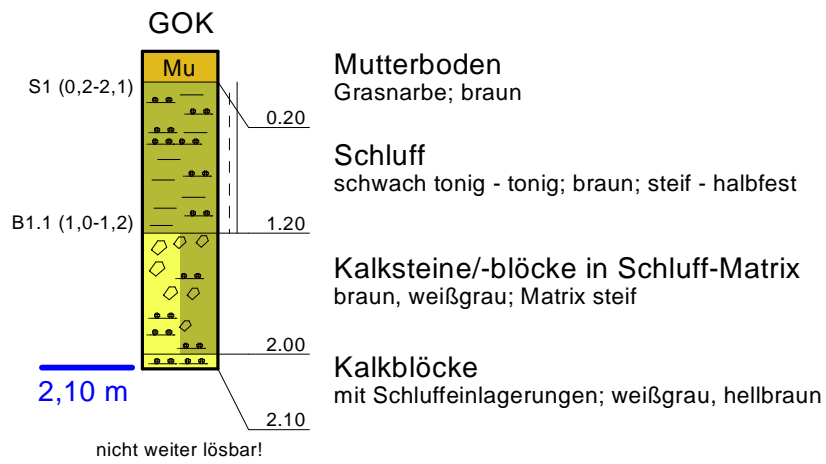 GOK
Mu
S1 (0,2-2,1)
0.20
Mutterboden
Grasnarbe; braun
Schluff
schwach tonig - tonig; braun; steif - halbfest
B1.1 (1,0-1,2)
1.20
Kalksteine/-blöcke in Schluff-Matrix
braun, weißgrau; Matrix steif
2.00
Kalkblöcke
mit Schluffeinlagerungen; weißgrau, hellbraun
2,10 m
2.10
nicht weiter lösbar!